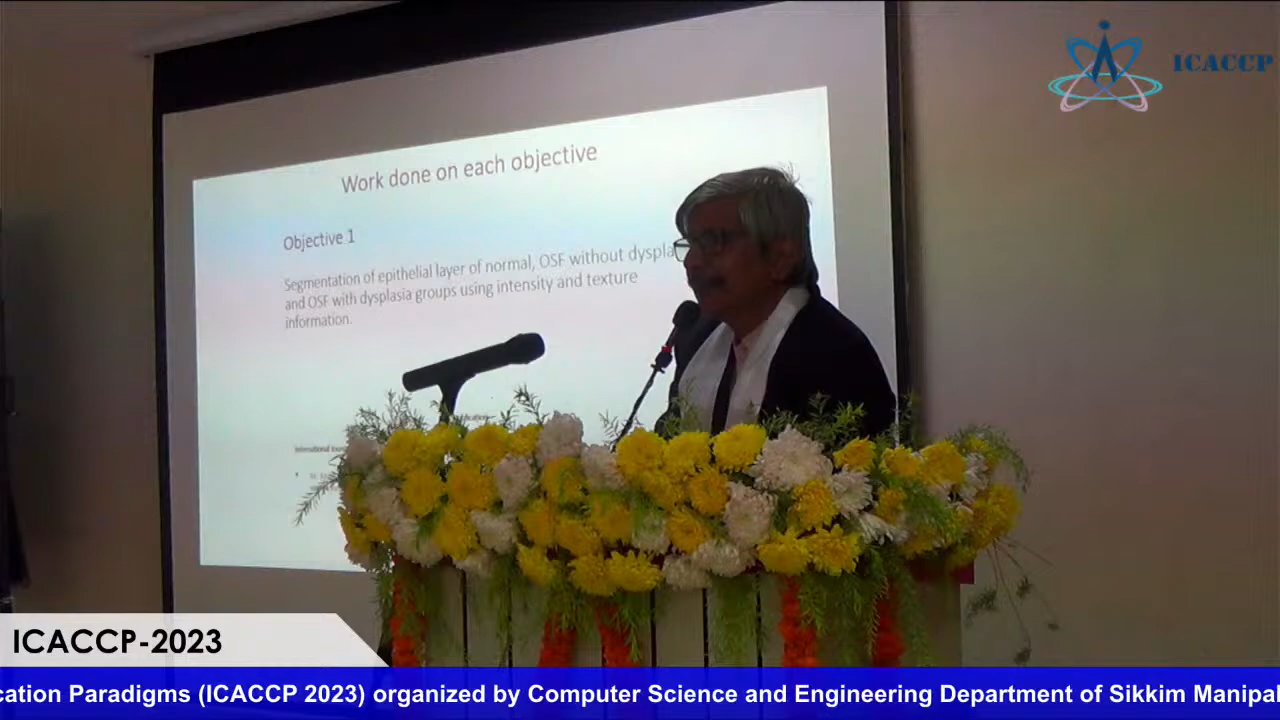 ICACCP
Work done on each objective
Objective 1
Segmentation of epithelial layer of normal, OSF without
and OSF with dysplasia groups using intensity and texture
information.
International
ICACCP-2023
Paradigms (ICACCP 2023) organized by Computer Science and Engineering Department of Sikkim Manipal